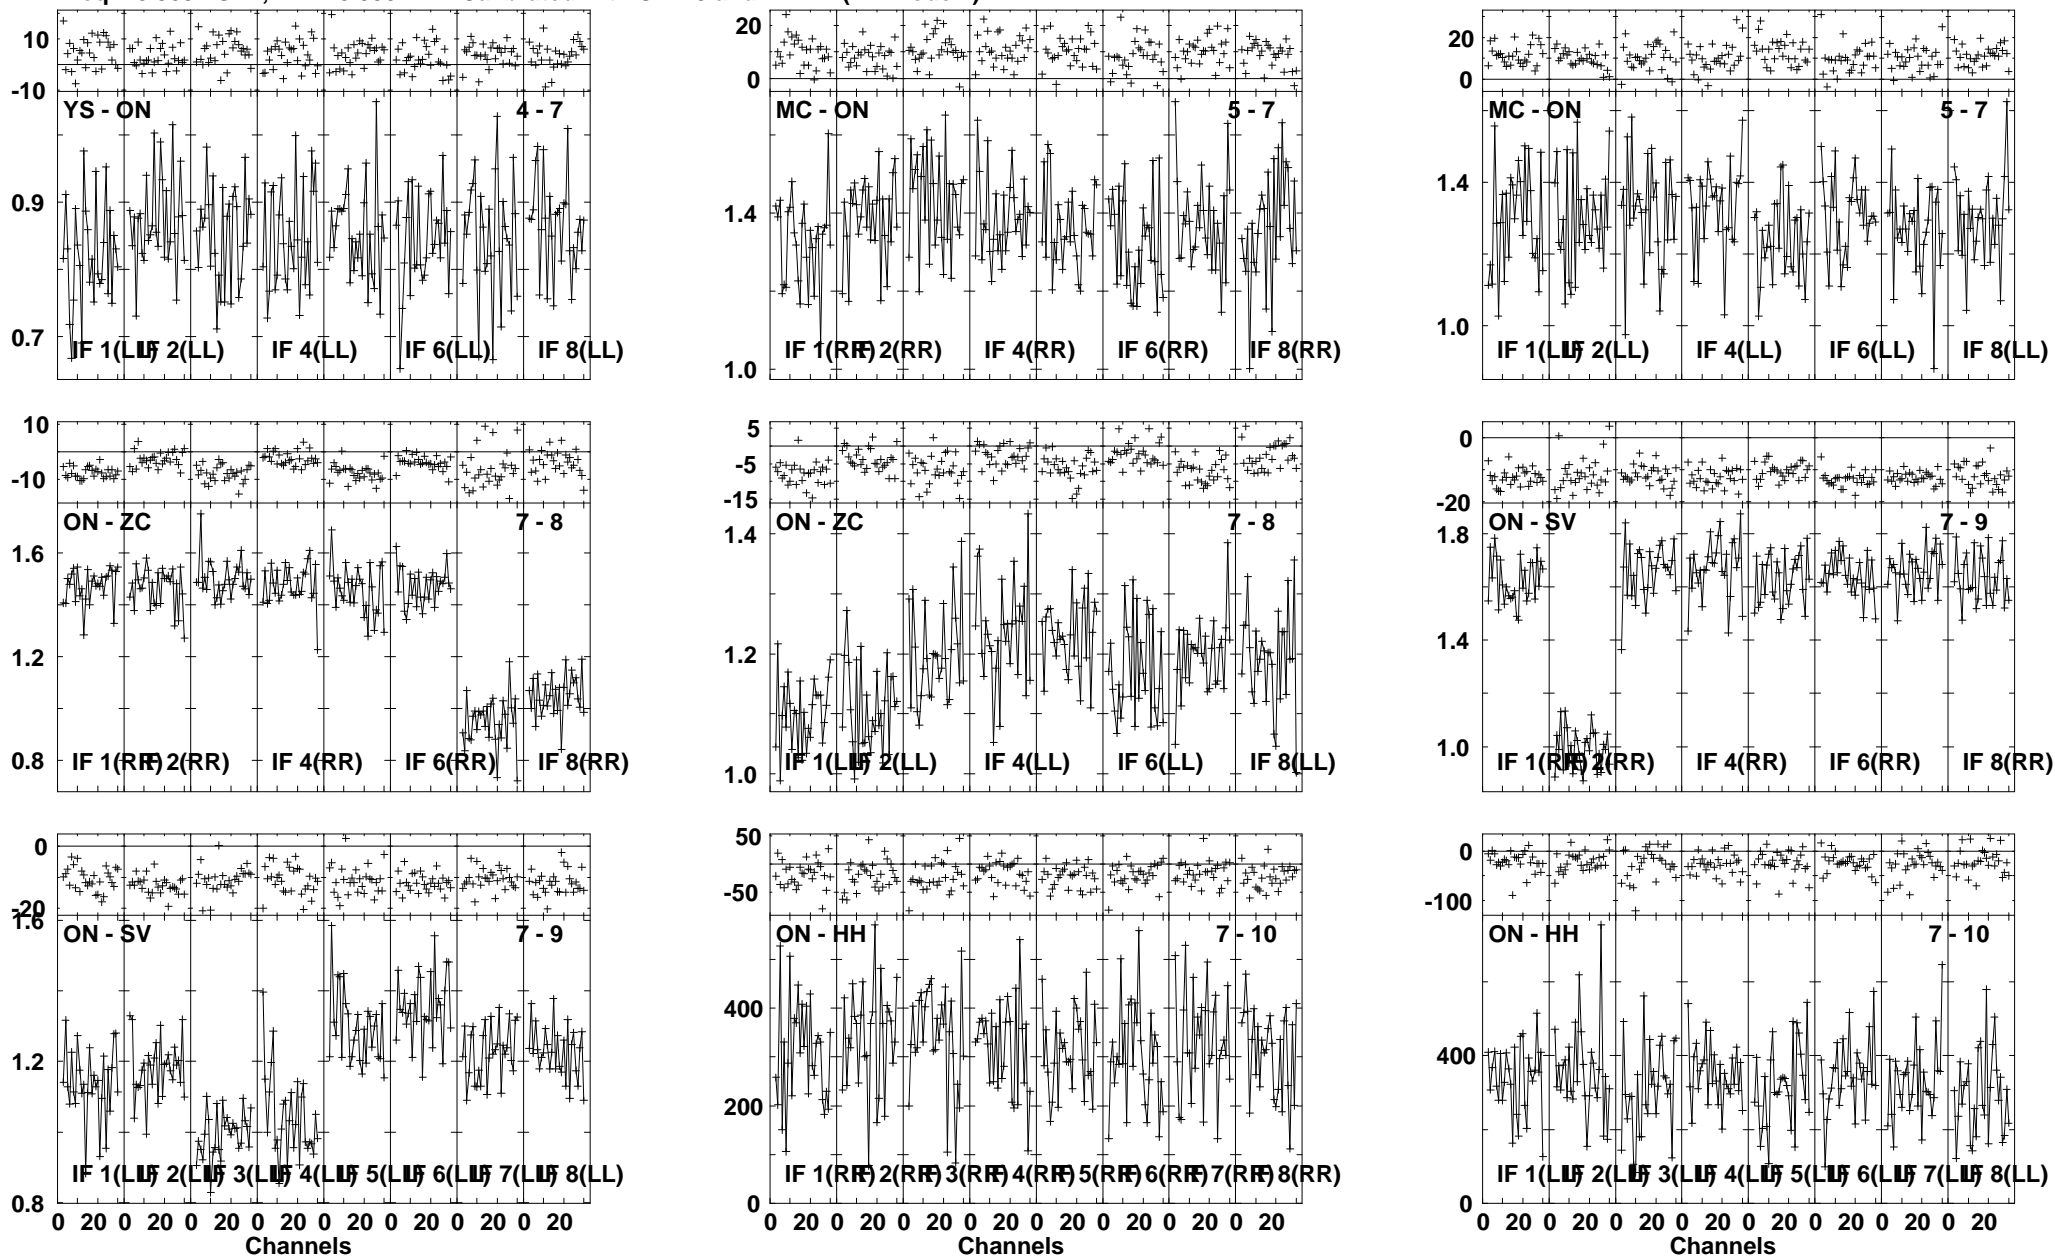 10 20 20
-10 0 0
YS - ON 4 - 7 MC - ON 5 - 7 MC - ON 5 - 7
0.9 1.4 1.4
0.7 1.0 1.0
IF 1(LL) IF 2(LL) IF 4(LL) IF 6(LL) IF 8(LL)
IF 1(RR) IF 2(RR) IF 4(RR) IF 6(RR) IF 8(RR)
IF 1(LL) IF 2(LL) IF 4(LL) IF 6(LL) IF 8(LL)
10 5 0
-10 -5 -20
-15
ON - ZC 7 - 8 ON - ZC 7 - 8 ON - SV 7 - 9
1.6 1.4 1.8
1.2 1.2 1.4
0.8 1.0 1.0
IF 1(RR) IF 2(RR) IF 4(RR) IF 6(RR) IF 8(RR)
IF 1(LL) IF 2(LL) IF 4(LL) IF 6(LL) IF 8(LL)
IF 1(RR) IF 2(RR) IF 4(RR) IF 6(RR) IF 8(RR)
0 50 0
-20 -50 -100
ON - SV 7 - 9 ON - HH 7 - 10 ON - HH 7 - 10
1.6 400 400
1.2 200 0
0.8 0
IF 1(LL) IF 2(LL) IF 3(LL) IF 4(LL) IF 5(LL) IF 6(LL) IF 7(LL) IF 8(LL)
IF 1(RR) IF 2(RR) IF 3(RR) IF 4(RR) IF 5(RR) IF 6(RR) IF 7(RR) IF 8(RR)
IF 1(LL) IF 2(LL) IF 3(LL) IF 4(LL) IF 5(LL) IF 6(LL) IF 7(LL) IF 8(LL)
0 20 0 20 0 20 0 20 0 20 0 20 0 20 0 20
0 20 0 20 0 20 0 20 0 20 0 20 0 20 0 20
0 20 0 20 0 20 0 20 0 20 0 20 0 20 0 20
Channels Channels Channels